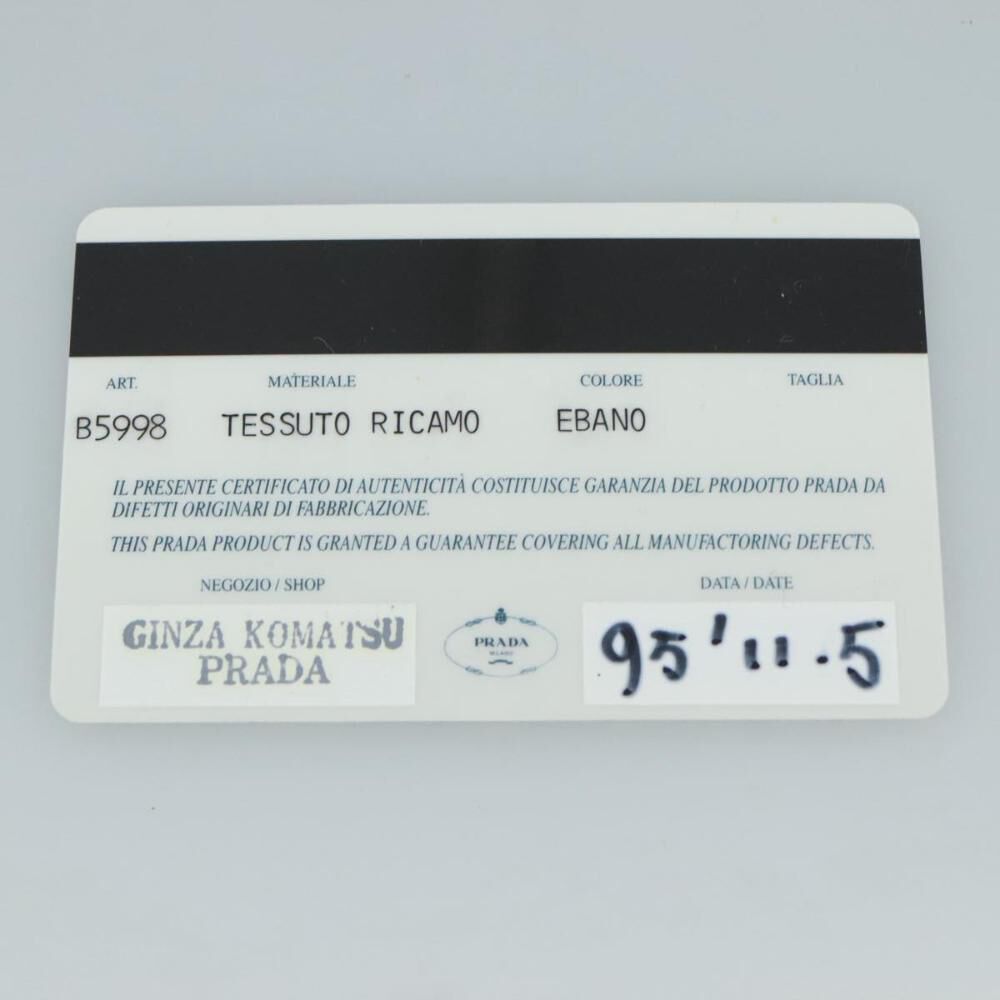 ART. MATERIALE COLORE TAGLIA
B5998 TESSUTO RICAMO EBANO
IL PRESENTE CERTIFICATO DI AUTENTICITÀ COSTITUISCE GARANZIA DEL PRODOTTO PRADA DA
DIFETTI ORIGINARI DI FABBRICAZIONE.
THIS PRADA PRODUCT IS GRANTED A GUARANTEE COVERING ALL MANUFACTORING DEFECTS.
NEGOZIO / SHOP DATA / DATE
GINZA KOMATSU
PRADA
PRADA
MILANO
95'11.5